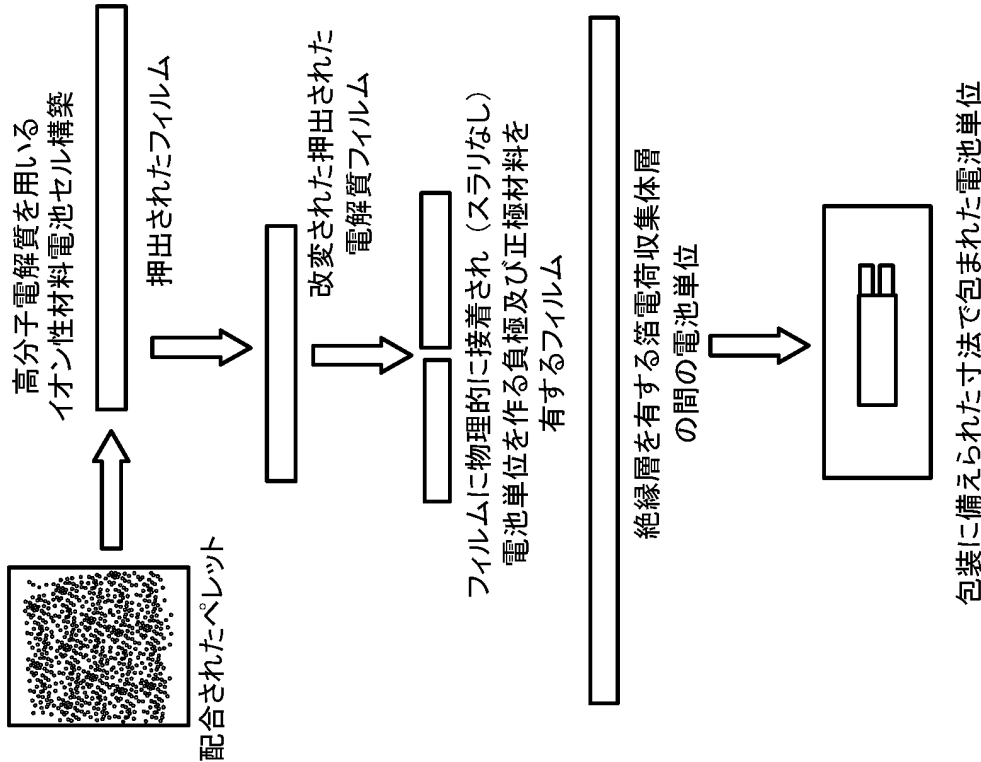 高分子電解質を用いる
イオン性材料電池セル構築
配合されたペレット
押出されたフィルム
改変された押出された
電解質フィルム
フィルムに物理的に接着され（スラリなし）
電池単位を作る負極及び正極材料を
有するフィルム
絶縁層を有する箔電荷収集体層
の間の電池単位
包装に備えられた寸法で包まれた電池単位